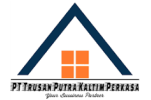 PT TRUSAN PUTRA KALTIM PERKASA
Your Business Partner